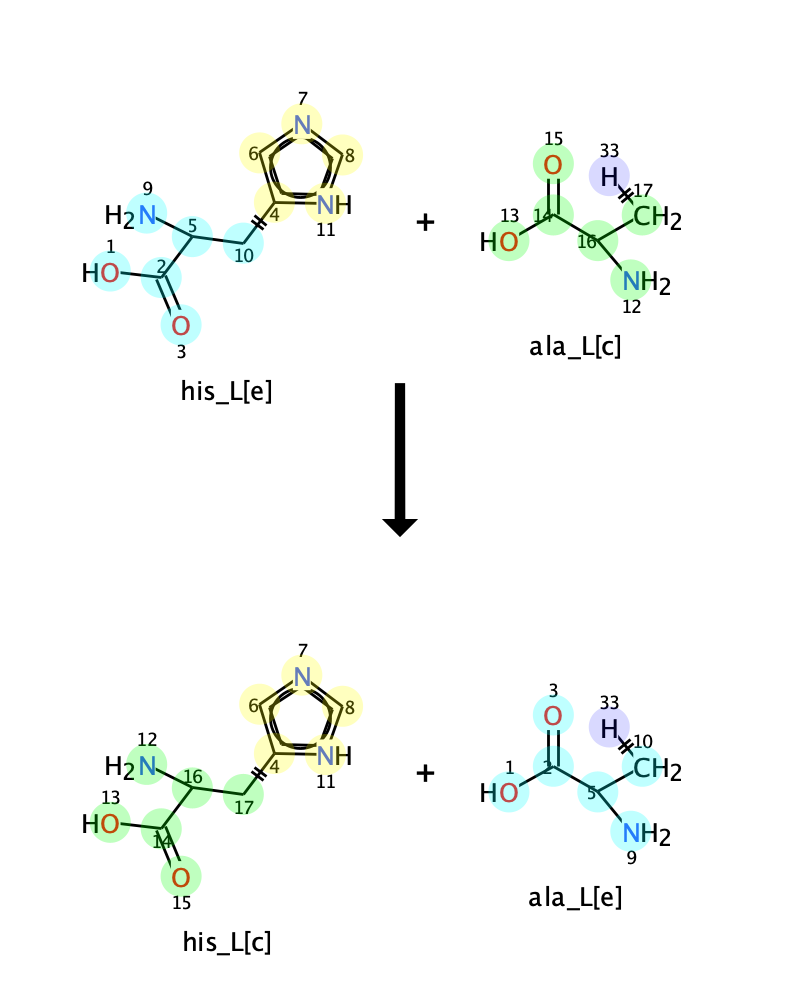 7
N
6
8
9
H₂N
5
4
NH
11
10
1
HO
2
O
3
his_L[e]
+
15
O
33
H
17
CH₂
13
HO
14
16
NH₂
12
ala_L[c]
7
N
6
8
12
H₂N
16
4
NH
11
17
13
HO
14
O
15
his_L[c]
+
3
O
33
H
10
CH₂
1
HO
2
5
NH₂
9
ala_L[e]